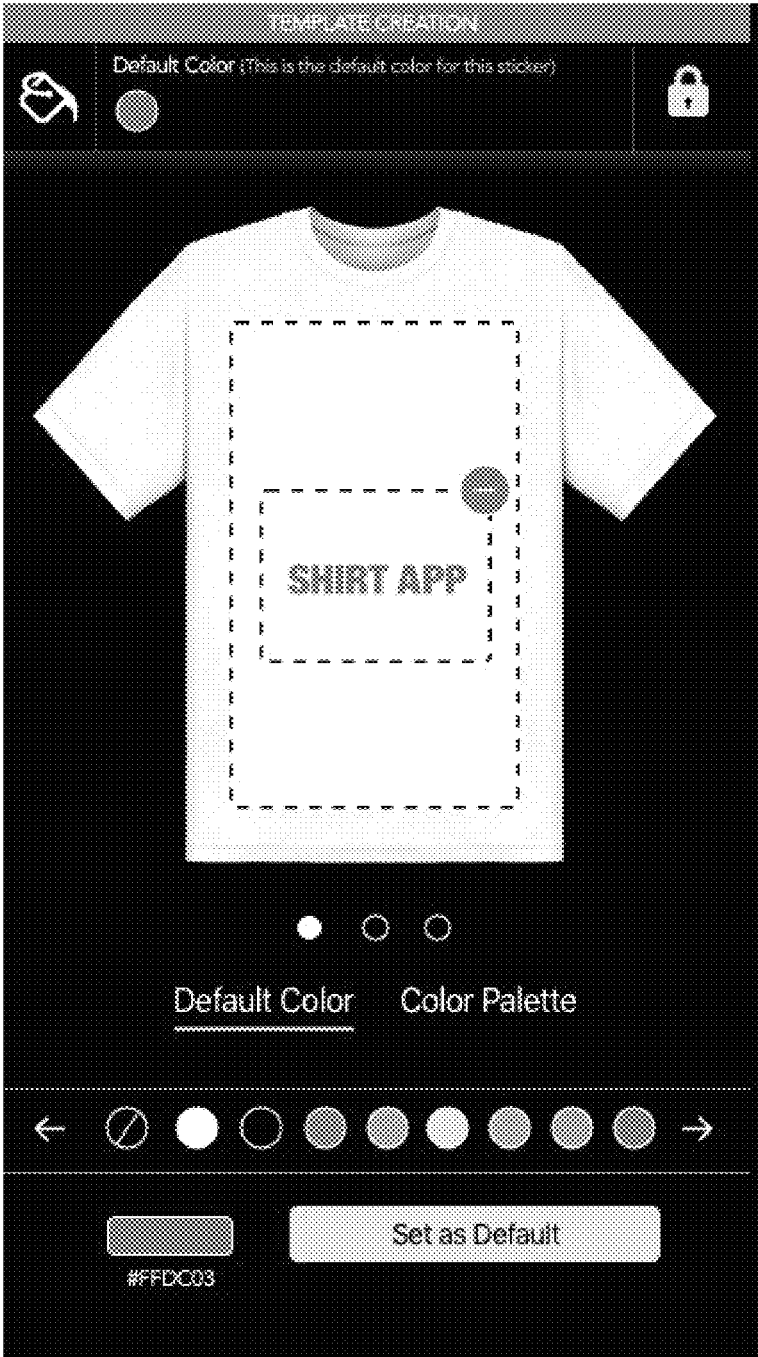 TEMPLATE CREATION
Default Color (This is the default color for this sticker)
SHIRT APP
Default Color
Color Palette
#FFDC03
Set as Default